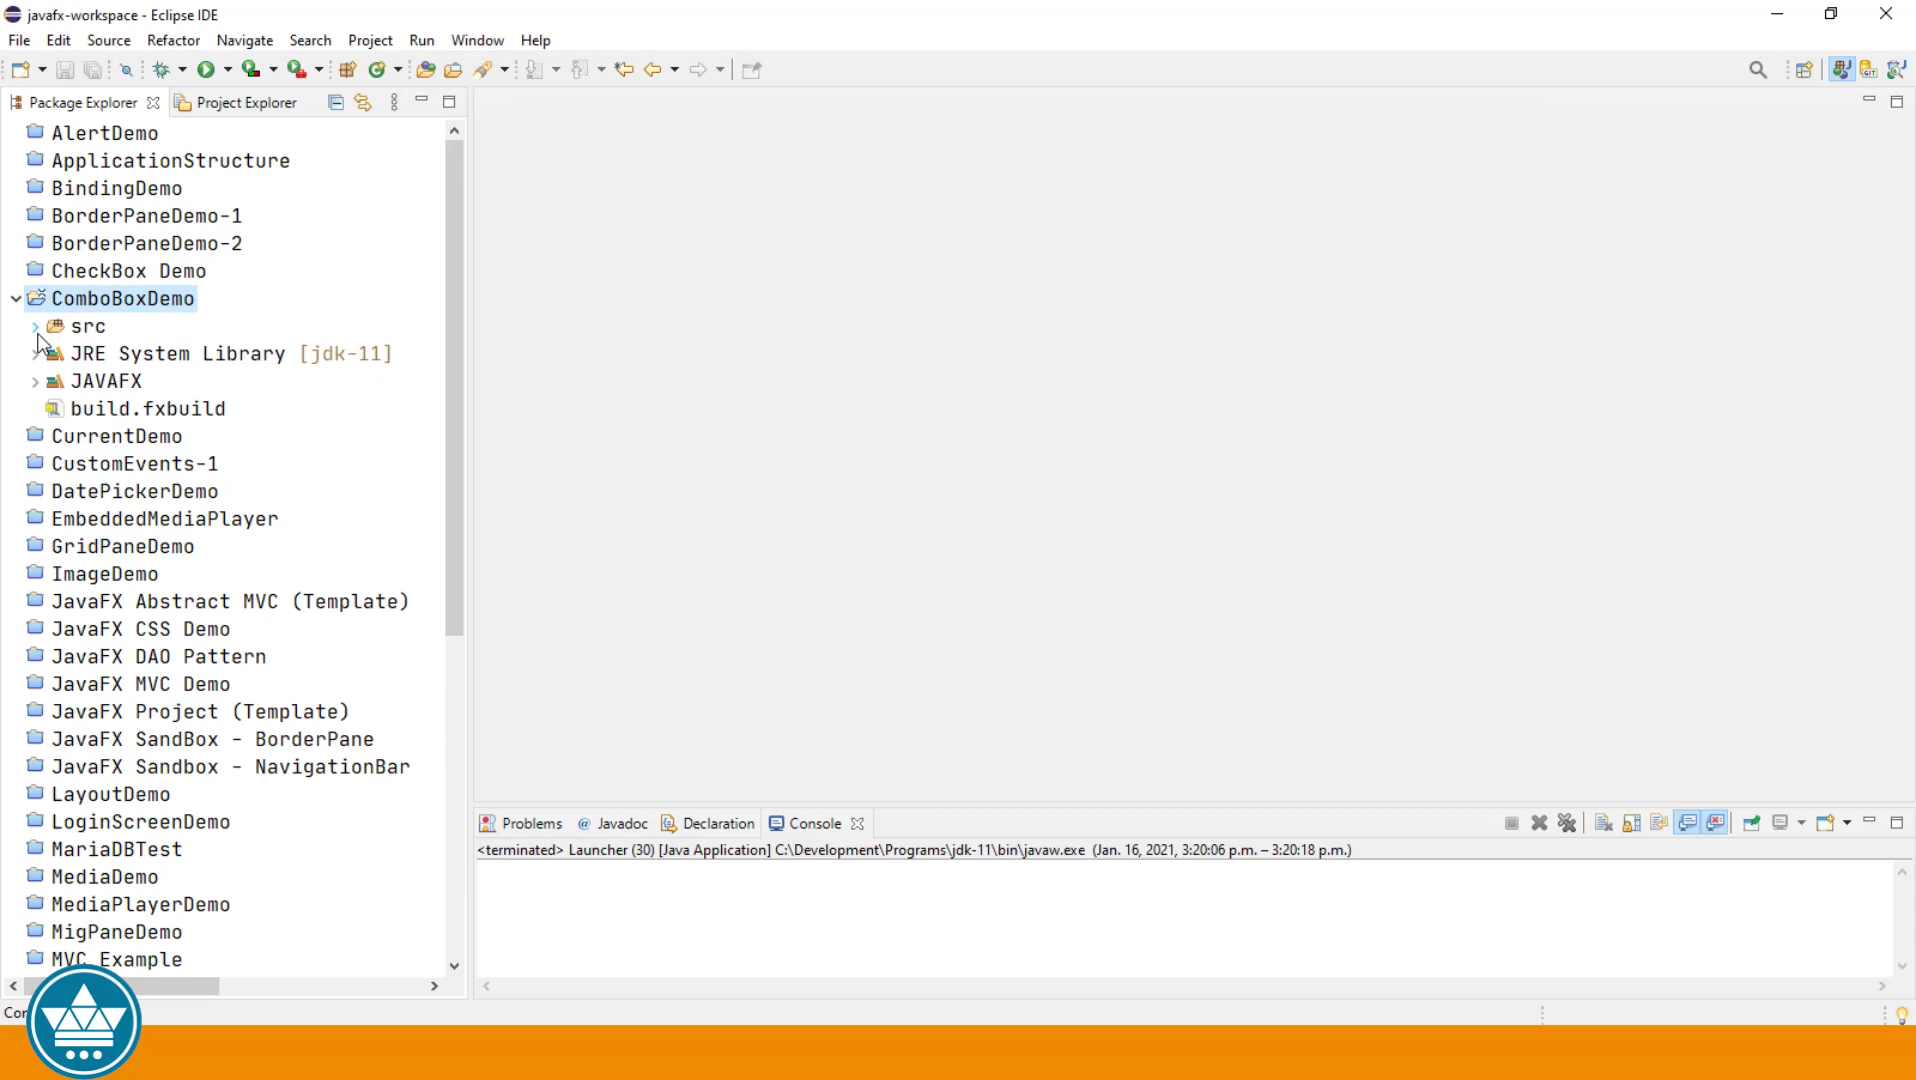 javafx-workspace - Eclipse IDE
File Edit Source Refactor Navigate Search Project Run Window Help
Package Explorer Project Explorer
AlertDemo
ApplicationStructure
BindingDemo
BorderPaneDemo-1
BorderPaneDemo-2
CheckBox Demo
ComboBoxDemo
src
JRE System Library [jdk-11]
JAVAFX
build.fxbuild
CurrentDemo
CustomEvents-1
DatePickerDemo
EmbeddedMediaPlayer
GridPaneDemo
ImageDemo
JavaFX Abstract MVC (Template)
JavaFX CSS Demo
JavaFX DAO Pattern
JavaFX MVC Demo
JavaFX Project (Template)
JavaFX SandBox - BorderPane
JavaFX Sandbox - NavigationBar
LayoutDemo
LoginScreenDemo
MariaDBTest
MediaDemo
MediaPlayerDemo
MigPaneDemo
MVC Example
Problems @ Javadoc Declaration Console
<terminated> Launcher (30) [Java Application] C:\Development\Programs\jdk-11\bin\javaw.exe (Jan. 16, 2021, 3:20:06 p.m. – 3:20:18 p.m.)